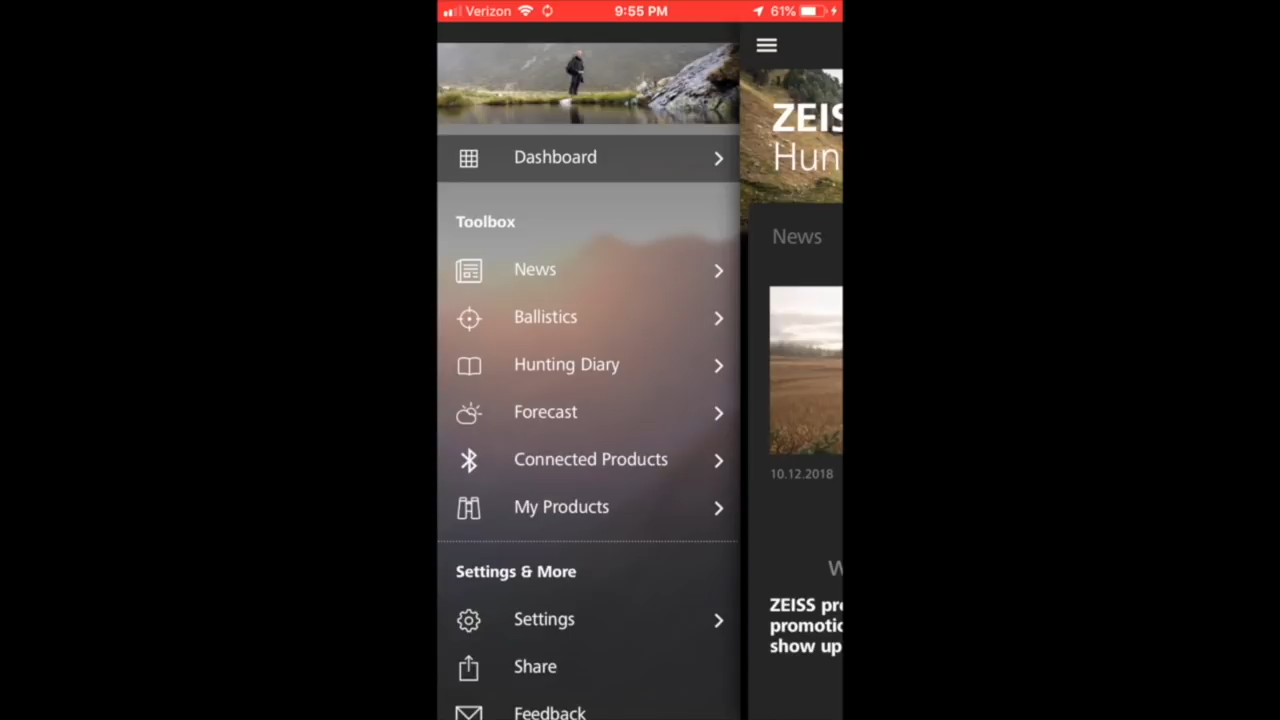 Verizon 9:55 PM 61%
Dashboard
Toolbox
News
Ballistics
Hunting Diary
Forecast
Connected Products
My Products
Settings & More
Settings
Share
Feedback
ZEIS
Hun
News
10.12.2018
W
ZEISS pr
promotio
show up